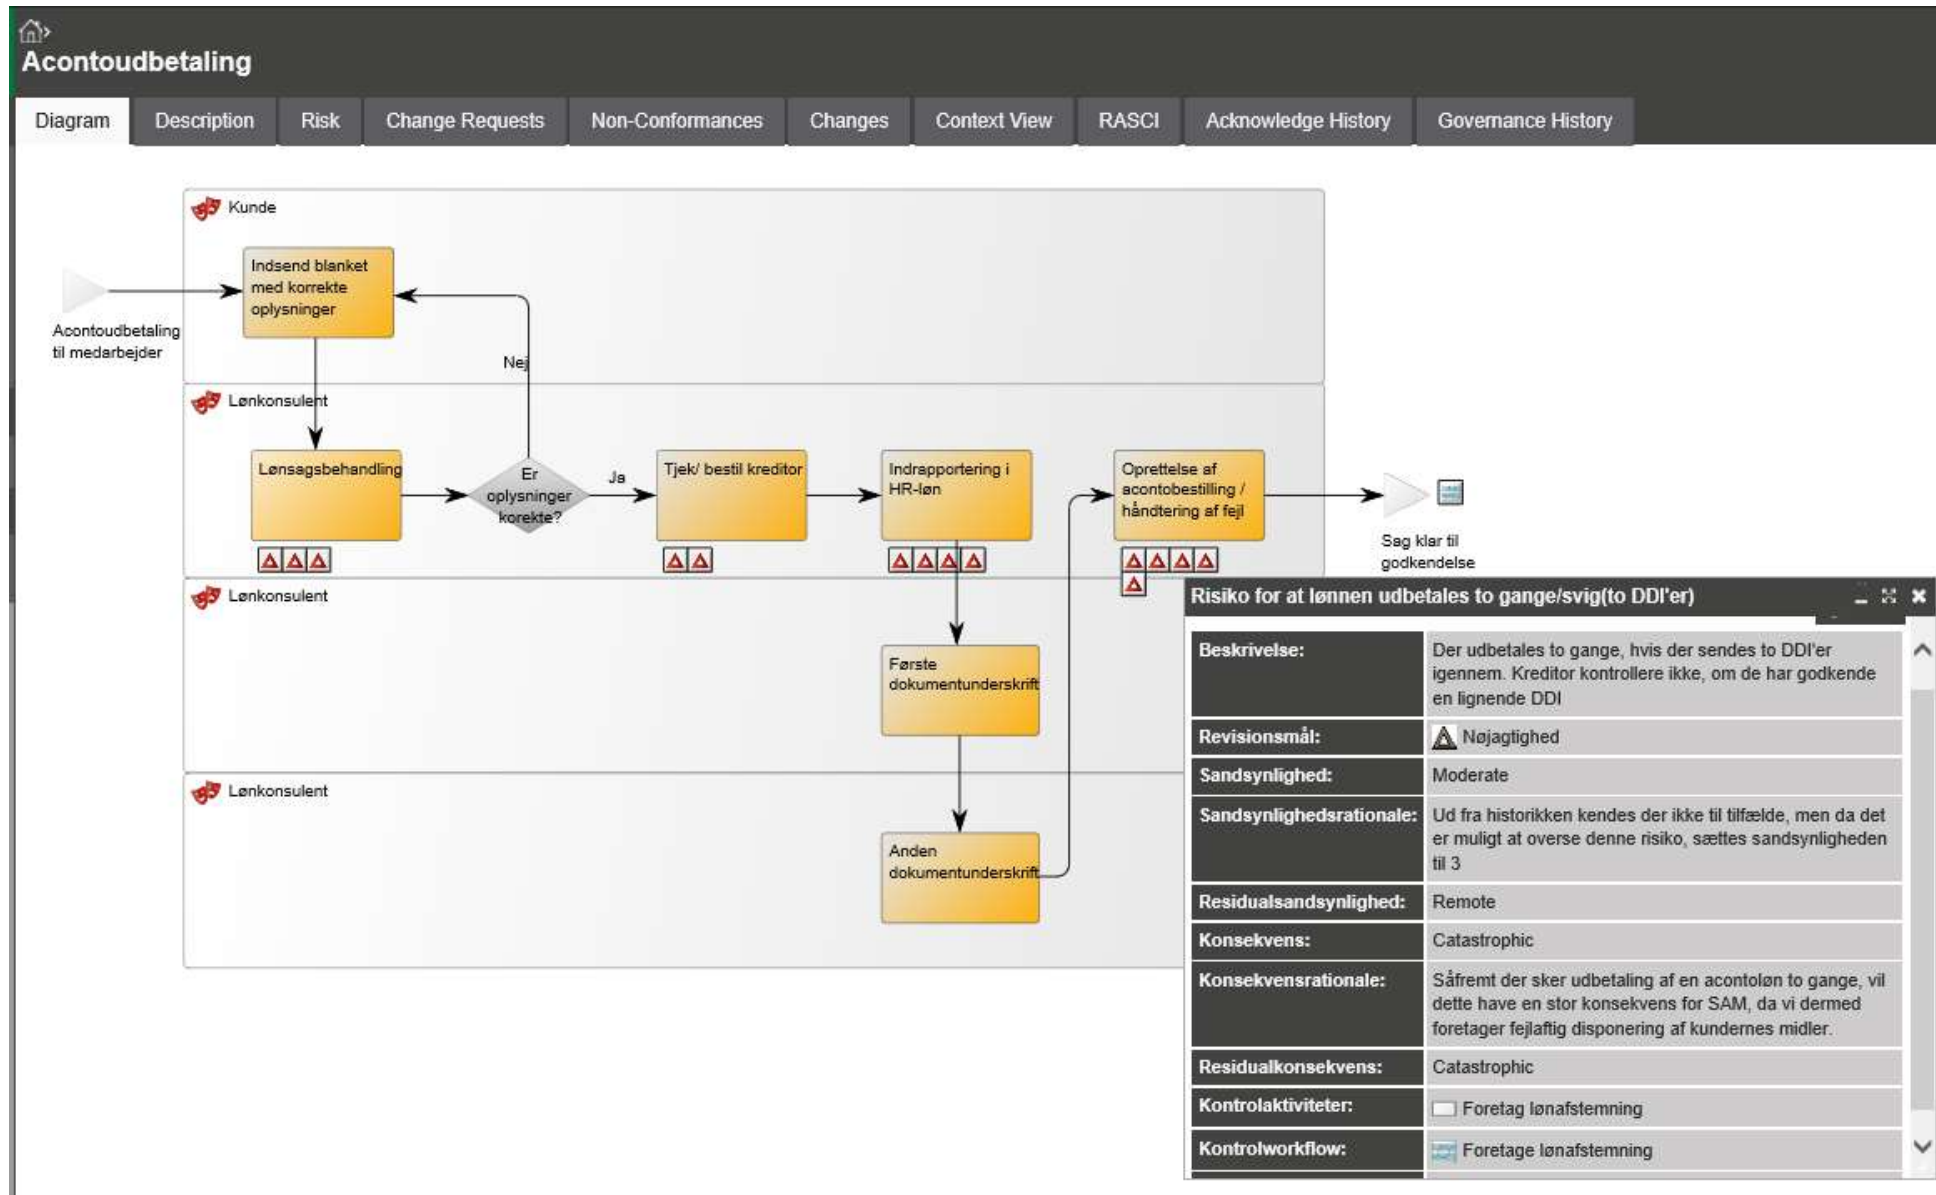 Acontoudbetaling
Diagram
Description
Risk
Change Requests
Non-Conformances
Changes
Context View
RASCI
Acknowledge History
Governance History
Kunde
Indsend blanket
med korrekte
oplysninger
Acontoudbetaling
til medarbejder
Nej
Lønkonsulent
Lønsagsbehandling
Er
oplysninger
korekte?
Ja
Tjek/ bestil kreditor
Indrapportering i
HR-løn
Oprettelse af
acontobestilling /
håndtering af fejl
Sag klar til
godkendelse
Lønkonsulent
Første
dokumentunderskrift
Lønkonsulent
Anden
dokumentunderskrift
Risiko for at lønnen udbetales to gange/svig(to DDI'er)
Beskrivelse:
Der udbetales to gange, hvis der sendes to DDI'er
igennem. Kreditor kontrollere ikke, om de har godkende
en lignende DDI
Revisionsmål:
Nøjagtighed
Sandsynlighed:
Moderate
Sandsynlighedsrationale:
Ud fra historikken kendes der ikke til tilfælde, men da det
er muligt at overse denne risiko, sættes sandsynligheden
til 3
Residualsandsynlighed:
Remote
Konsekvens:
Catastrophic
Konsekvensrationale:
Såfremt der sker udbetaling af en acontoløn to gange, vil
dette have en stor konsekvens for SAM, da vi dermed
foretager fejlaftig disponering af kundernes midler.
Residualkonsekvens:
Catastrophic
Kontrolaktiviteter:
Foretag lønafstemning
Kontrolworkflow:
Foretage lønafstemning